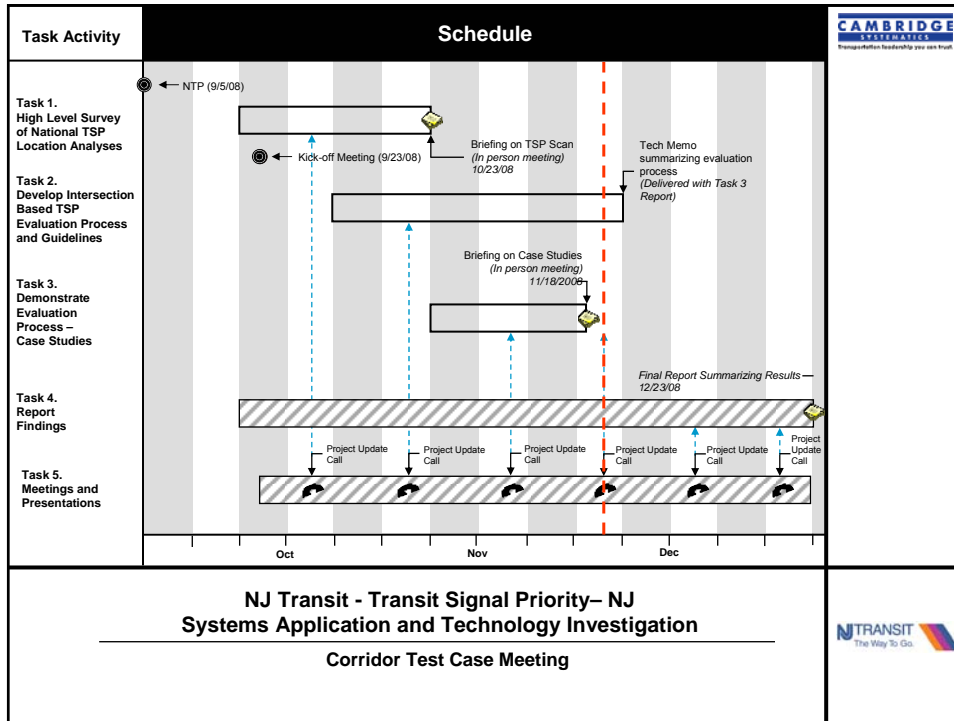 Task Activity
Schedule
CAMBRIDGE
SYSTEMATICS
Transportation leadership you can trust.
NTP (9/5/08)
Task 1.
High Level Survey
of National TSP
Location Analyses
Kick-off Meeting (9/23/08)
Briefing on TSP Scan
(In person meeting)
10/23/08
Tech Memo
summarizing evaluation
process
(Delivered with Task 3
Report)
Task 2.
Develop Intersection
Based TSP
Evaluation Process
and Guidelines
Briefing on Case Studies
(In person meeting)
11/18/2008
Task 3.
Demonstrate
Evaluation
Process –
Case Studies
Final Report Summarizing Results
12/23/08
Task 4.
Report
Findings
Project Update
Call
Project Update
Call
Project Update
Call
Project Update
Call
Project Update
Call
Project
Update
Call
Task 5.
Meetings and
Presentations
Oct
Nov
Dec
NJ Transit - Transit Signal Priority– NJ
Systems Application and Technology Investigation
Corridor Test Case Meeting
NJ TRANSIT
The Way To Go.